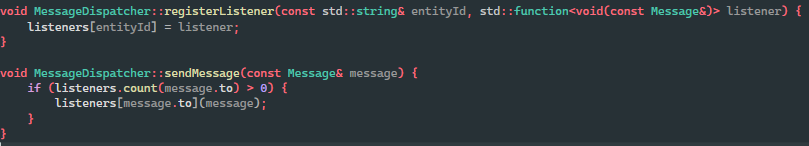 void MessageDispatcher::registerListener(const std::string& entityId, std::function<void(const Message&)> listener) {
    listeners[entityId] = listener;
}

void MessageDispatcher::sendMessage(const Message& message) {
    if (listeners.count(message.to) > 0) {
        listeners[message.to](message);
    }
}